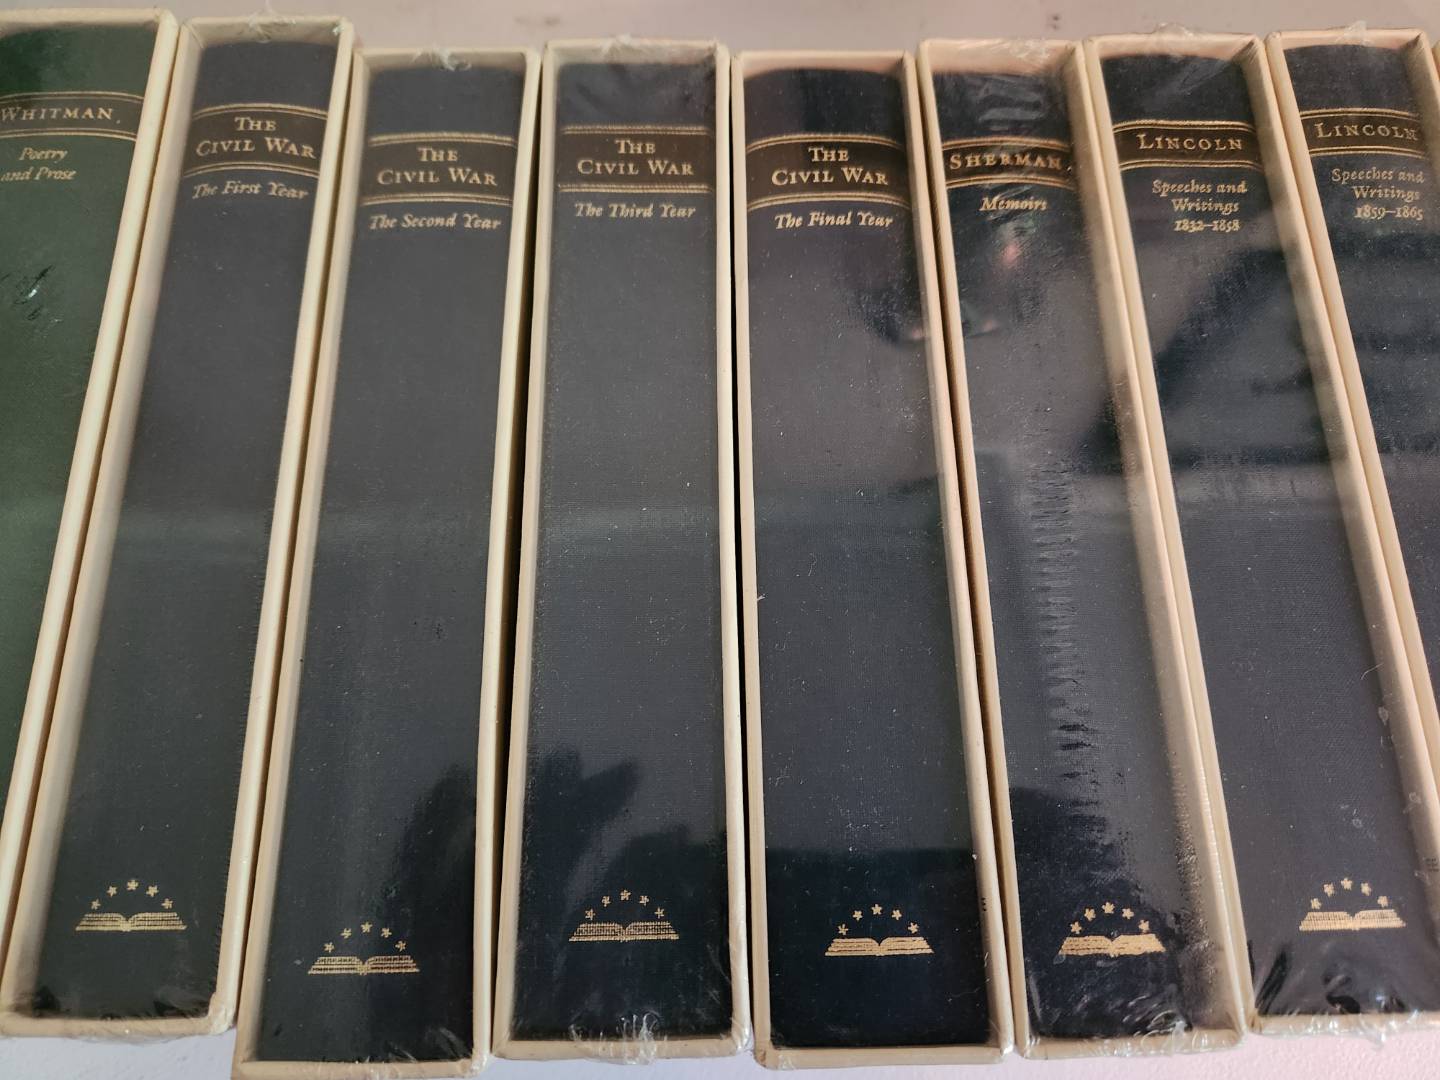 WHITMAN
Poetry
and Prose
THE
CIVIL WAR
The First Year
THE
CIVIL WAR
The Second Year
THE
CIVIL WAR
The Third Year
THE
CIVIL WAR
The Final Year
SHERMAN
Memoirs
LINCOLN
Speeches and
Writings
1832–1858
LINCOLN
Speeches and
Writings
1859–1865